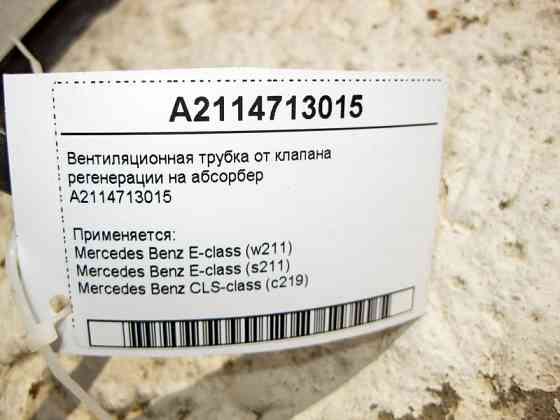 A2114713015
Вентиляционная трубка от клапана
регенерации на абсорбер
A2114713015
Применяется:
Mercedes Benz E-class (w211)
Mercedes Benz E-class (s211)
Mercedes Benz CLS-class (c219)